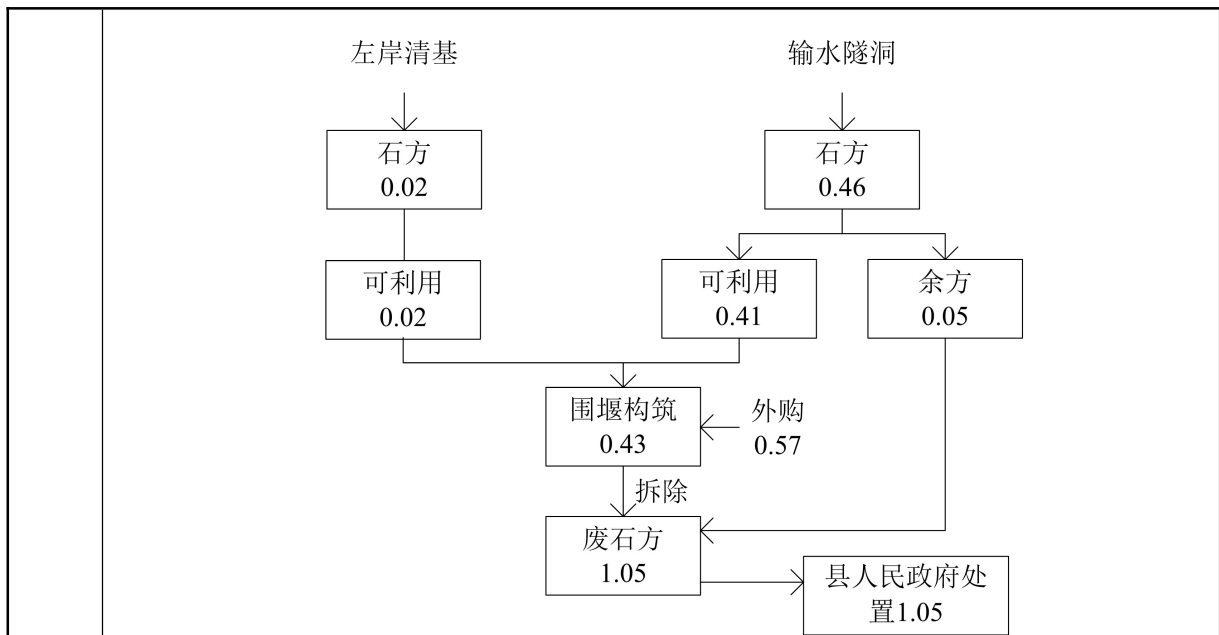 左岸清基
输水隧洞
石方
0.02
石方
0.46
可利用
0.02
可利用
0.41
余方
0.05
围堰构筑
0.43
外购
0.57
拆除
废石方
1.05
县人民政府处
置1.05